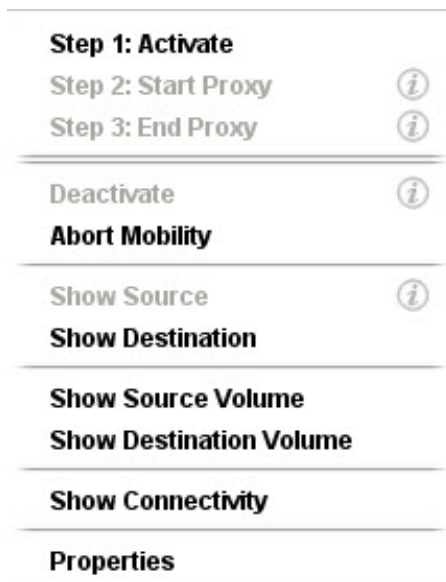 Step 1: Activate
Step 2: Start Proxy
Step 3: End Proxy
Deactivate
Abort Mobility
Show Source
Show Destination
Show Source Volume
Show Destination Volume
Show Connectivity
Properties